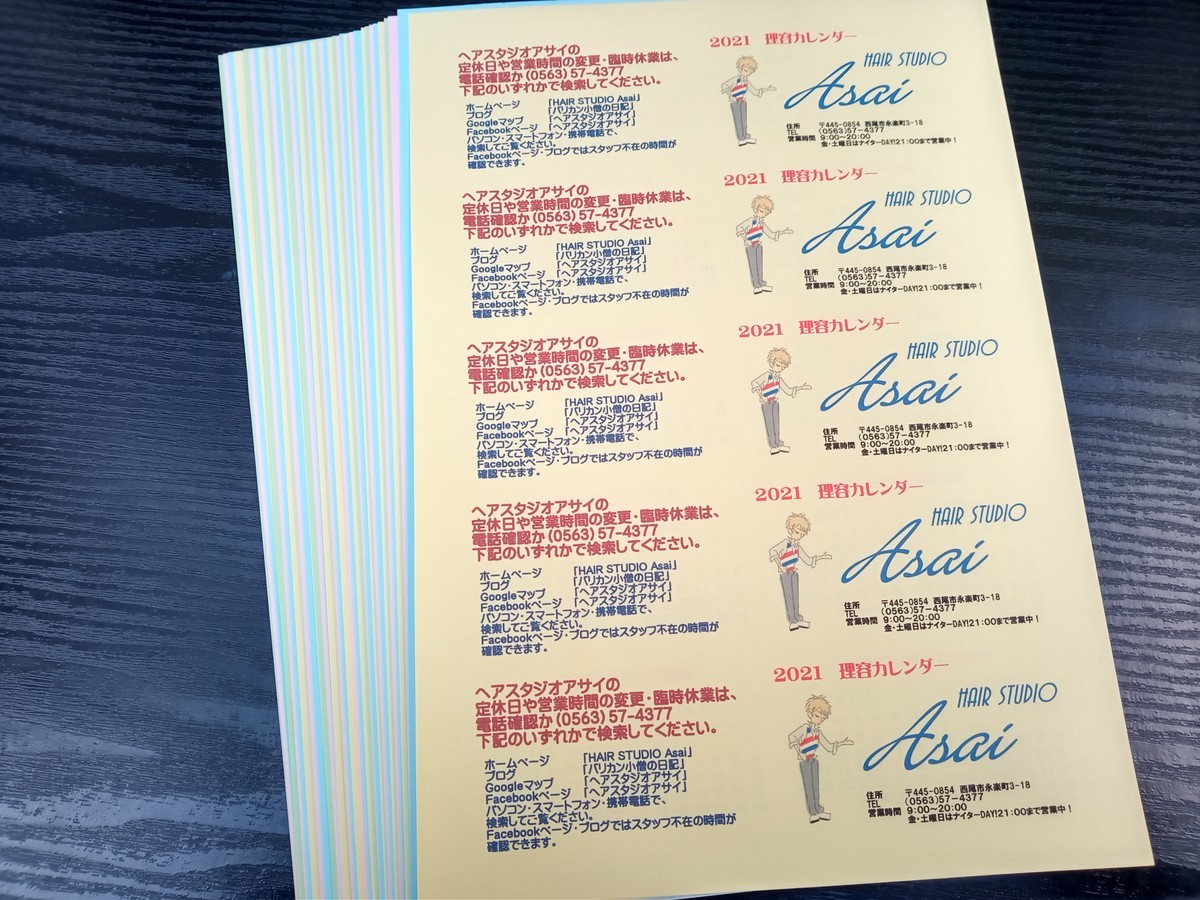 ヘアスタジオアサイの
定休日や営業時間の変更・臨時休業は、
電話確認か(0563)57-4377
下記のいずれかで検索してください。
ホームページ 「HAIR STUDIO Asai」
ブログ 「バリカン小僧の日記」
Googleマップ 「ヘアスタジオアサイ」
Facebookページ 「ヘアスタジオアサイ」
パソコン・スマートフォン・携帯電話で、
検索してご覧ください。
Facebookページ・ブログではスタッフ不在の時間が
確認できます。
2021 理容カレンダー
HAIR STUDIO
Asai
住所 〒445-0854 西尾市永楽町3-18
TEL (0563)57-4377
営業時間 9:00~20:00
金・土曜日はナイターDAY!21:00まで営業中!
ヘアスタジオアサイの
定休日や営業時間の変更・臨時休業は、
電話確認か(0563)57-4377
下記のいずれかで検索してください。
ホームページ 「HAIR STUDIO Asai」
ブログ 「バリカン小僧の日記」
Googleマップ 「ヘアスタジオアサイ」
Facebookページ 「ヘアスタジオアサイ」
パソコン・スマートフォン・携帯電話で、
検索してご覧ください。
Facebookページ・ブログではスタッフ不在の時間が
確認できます。
2021 理容カレンダー
HAIR STUDIO
Asai
住所 〒445-0854 西尾市永楽町3-18
TEL (0563)57-4377
営業時間 9:00~20:00
金・土曜日はナイターDAY!21:00まで営業中!
ヘアスタジオアサイの
定休日や営業時間の変更・臨時休業は、
電話確認か(0563)57-4377
下記のいずれかで検索してください。
ホームページ 「HAIR STUDIO Asai」
ブログ 「バリカン小僧の日記」
Googleマップ 「ヘアスタジオアサイ」
Facebookページ 「ヘアスタジオアサイ」
パソコン・スマートフォン・携帯電話で、
検索してご覧ください。
Facebookページ・ブログではスタッフ不在の時間が
確認できます。
2021 理容カレンダー
HAIR STUDIO
Asai
住所 〒445-0854 西尾市永楽町3-18
TEL (0563)57-4377
営業時間 9:00~20:00
金・土曜日はナイターDAY!21:00まで営業中!
ヘアスタジオアサイの
定休日や営業時間の変更・臨時休業は、
電話確認か(0563)57-4377
下記のいずれかで検索してください。
ホームページ 「HAIR STUDIO Asai」
ブログ 「バリカン小僧の日記」
Googleマップ 「ヘアスタジオアサイ」
Facebookページ 「ヘアスタジオアサイ」
パソコン・スマートフォン・携帯電話で、
検索してご覧ください。
Facebookページ・ブログではスタッフ不在の時間が
確認できます。
2021 理容カレンダー
HAIR STUDIO
Asai
住所 〒445-0854 西尾市永楽町3-18
TEL (0563)57-4377
営業時間 9:00~20:00
金・土曜日はナイターDAY!21:00まで営業中!
ヘアスタジオアサイの
定休日や営業時間の変更・臨時休業は、
電話確認か(0563)57-4377
下記のいずれかで検索してください。
ホームページ 「HAIR STUDIO Asai」
ブログ 「バリカン小僧の日記」
Googleマップ 「ヘアスタジオアサイ」
Facebookページ 「ヘアスタジオアサイ」
パソコン・スマートフォン・携帯電話で、
検索してご覧ください。
Facebookページ・ブログではスタッフ不在の時間が
確認できます。
2021 理容カレンダー
HAIR STUDIO
Asai
住所 〒445-0854 西尾市永楽町3-18
TEL (0563)57-4377
営業時間 9:00~20:00
金・土曜日はナイターDAY!21:00まで営業中!